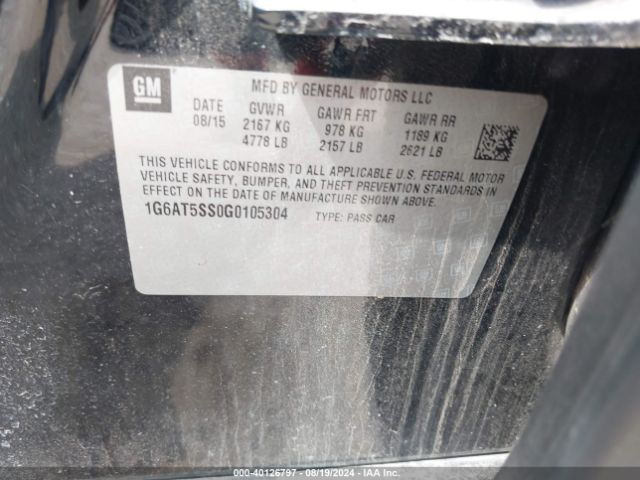 GM
MFD BY GENERAL MOTORS LLC
DATE GVWR GAWR FRT GAWR RR
08/15 2167 KG 978 KG 1189 KG
4778 LB 2157 LB 2621 LB
THIS VEHICLE CONFORMS TO ALL APPLICABLE U.S. FEDERAL MOTOR
VEHICLE SAFETY, BUMPER, AND THEFT PREVENTION STANDARDS IN
EFFECT ON THE DATE OF MANUFACTURE SHOWN ABOVE.
1G6AT5SS0G0105304 TYPE: PASS CAR
000-40126797 - 08/19/2024 - IAA Inc.